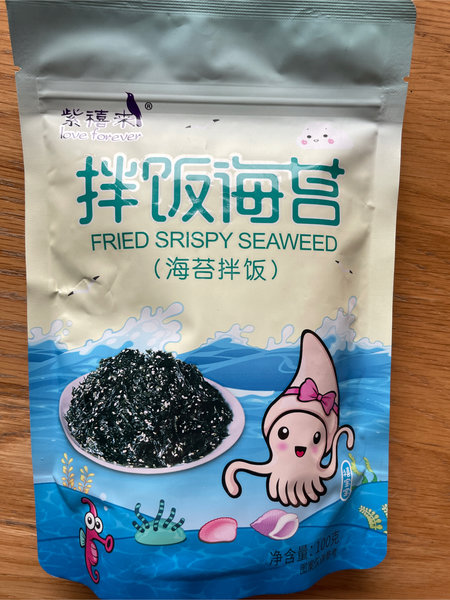 紫禧来®
love forever
拌饭海苔
FRIED SRISPY SEAWEED
（海苔拌饭）
净含量：100克